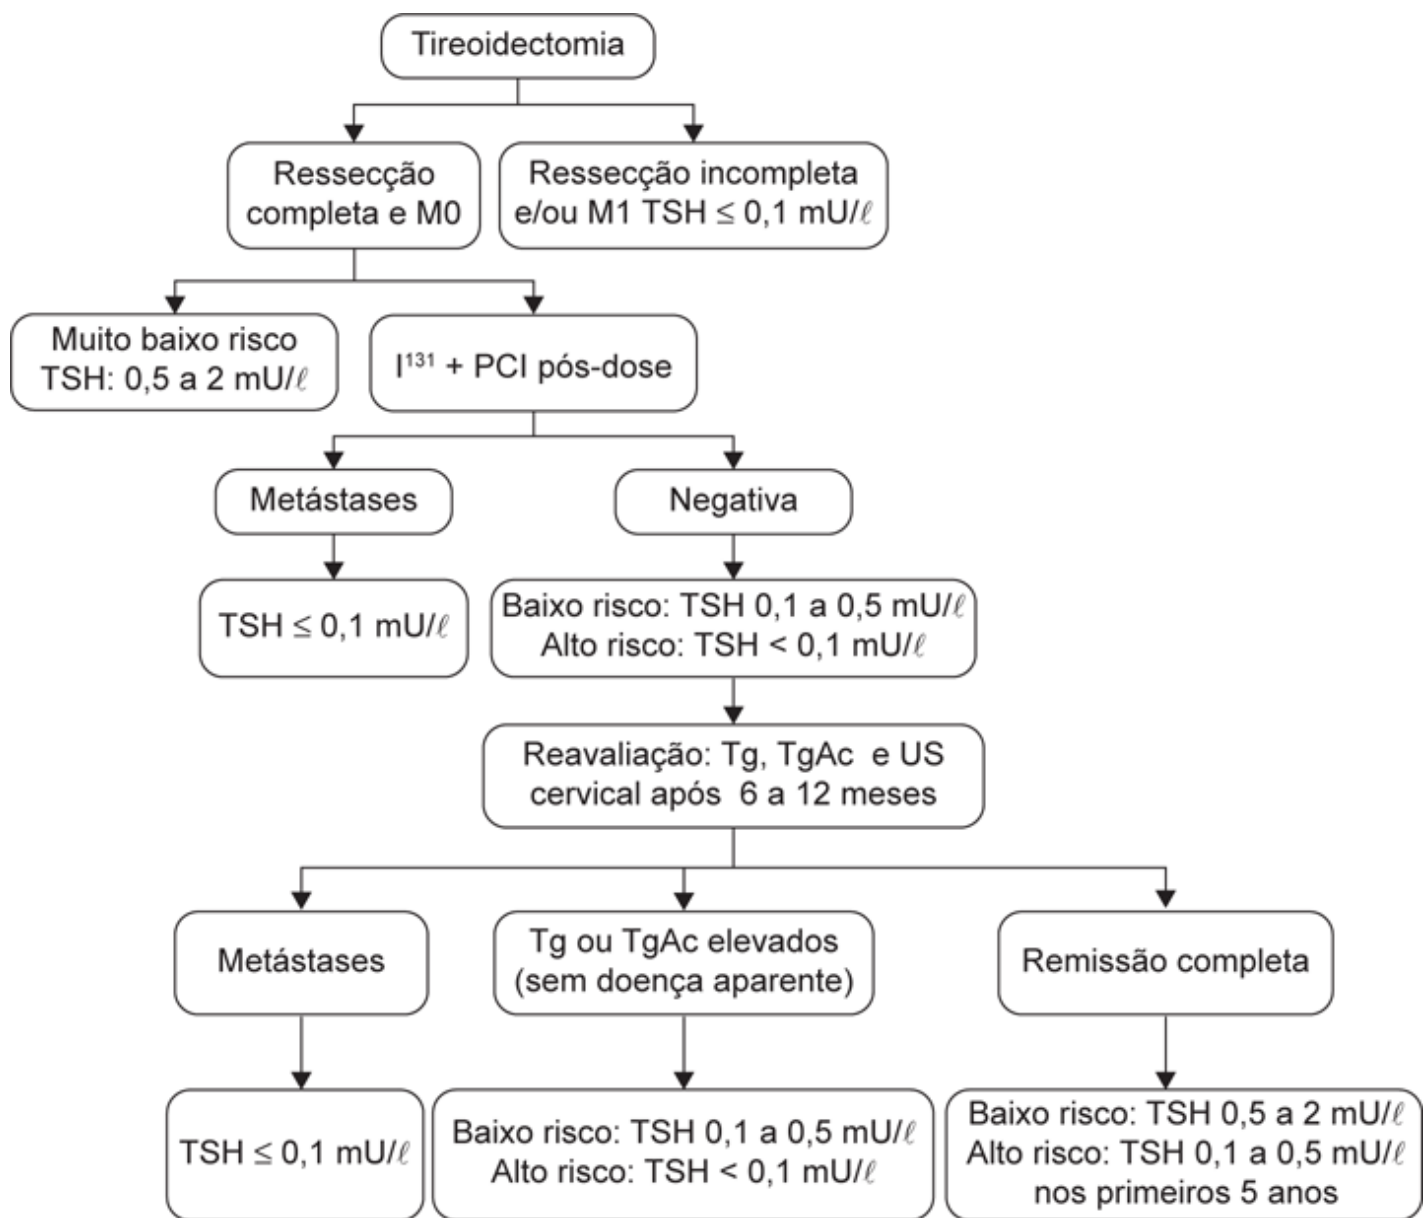 Tireoidectomia
Ressecção
completa e M0
Ressecção incompleta
e/ou M1 TSH ≤ 0,1 mU/ℓ
Muito baixo risco
TSH: 0,5 a 2 mU/ℓ
I¹³¹ + PCI pós-dose
Metástases
Negativa
TSH ≤ 0,1 mU/ℓ
Baixo risco: TSH 0,1 a 0,5 mU/ℓ
Alto risco: TSH < 0,1 mU/ℓ
Reavaliação: Tg, TgAc e US
cervical após 6 a 12 meses
Metástases
Tg ou TgAc elevados
(sem doença aparente)
Remissão completa
TSH ≤ 0,1 mU/ℓ
Baixo risco: TSH 0,1 a 0,5 mU/ℓ
Alto risco: TSH < 0,1 mU/ℓ
Baixo risco: TSH 0,5 a 2 mU/ℓ
Alto risco: TSH 0,1 a 0,5 mU/ℓ
nos primeiros 5 anos